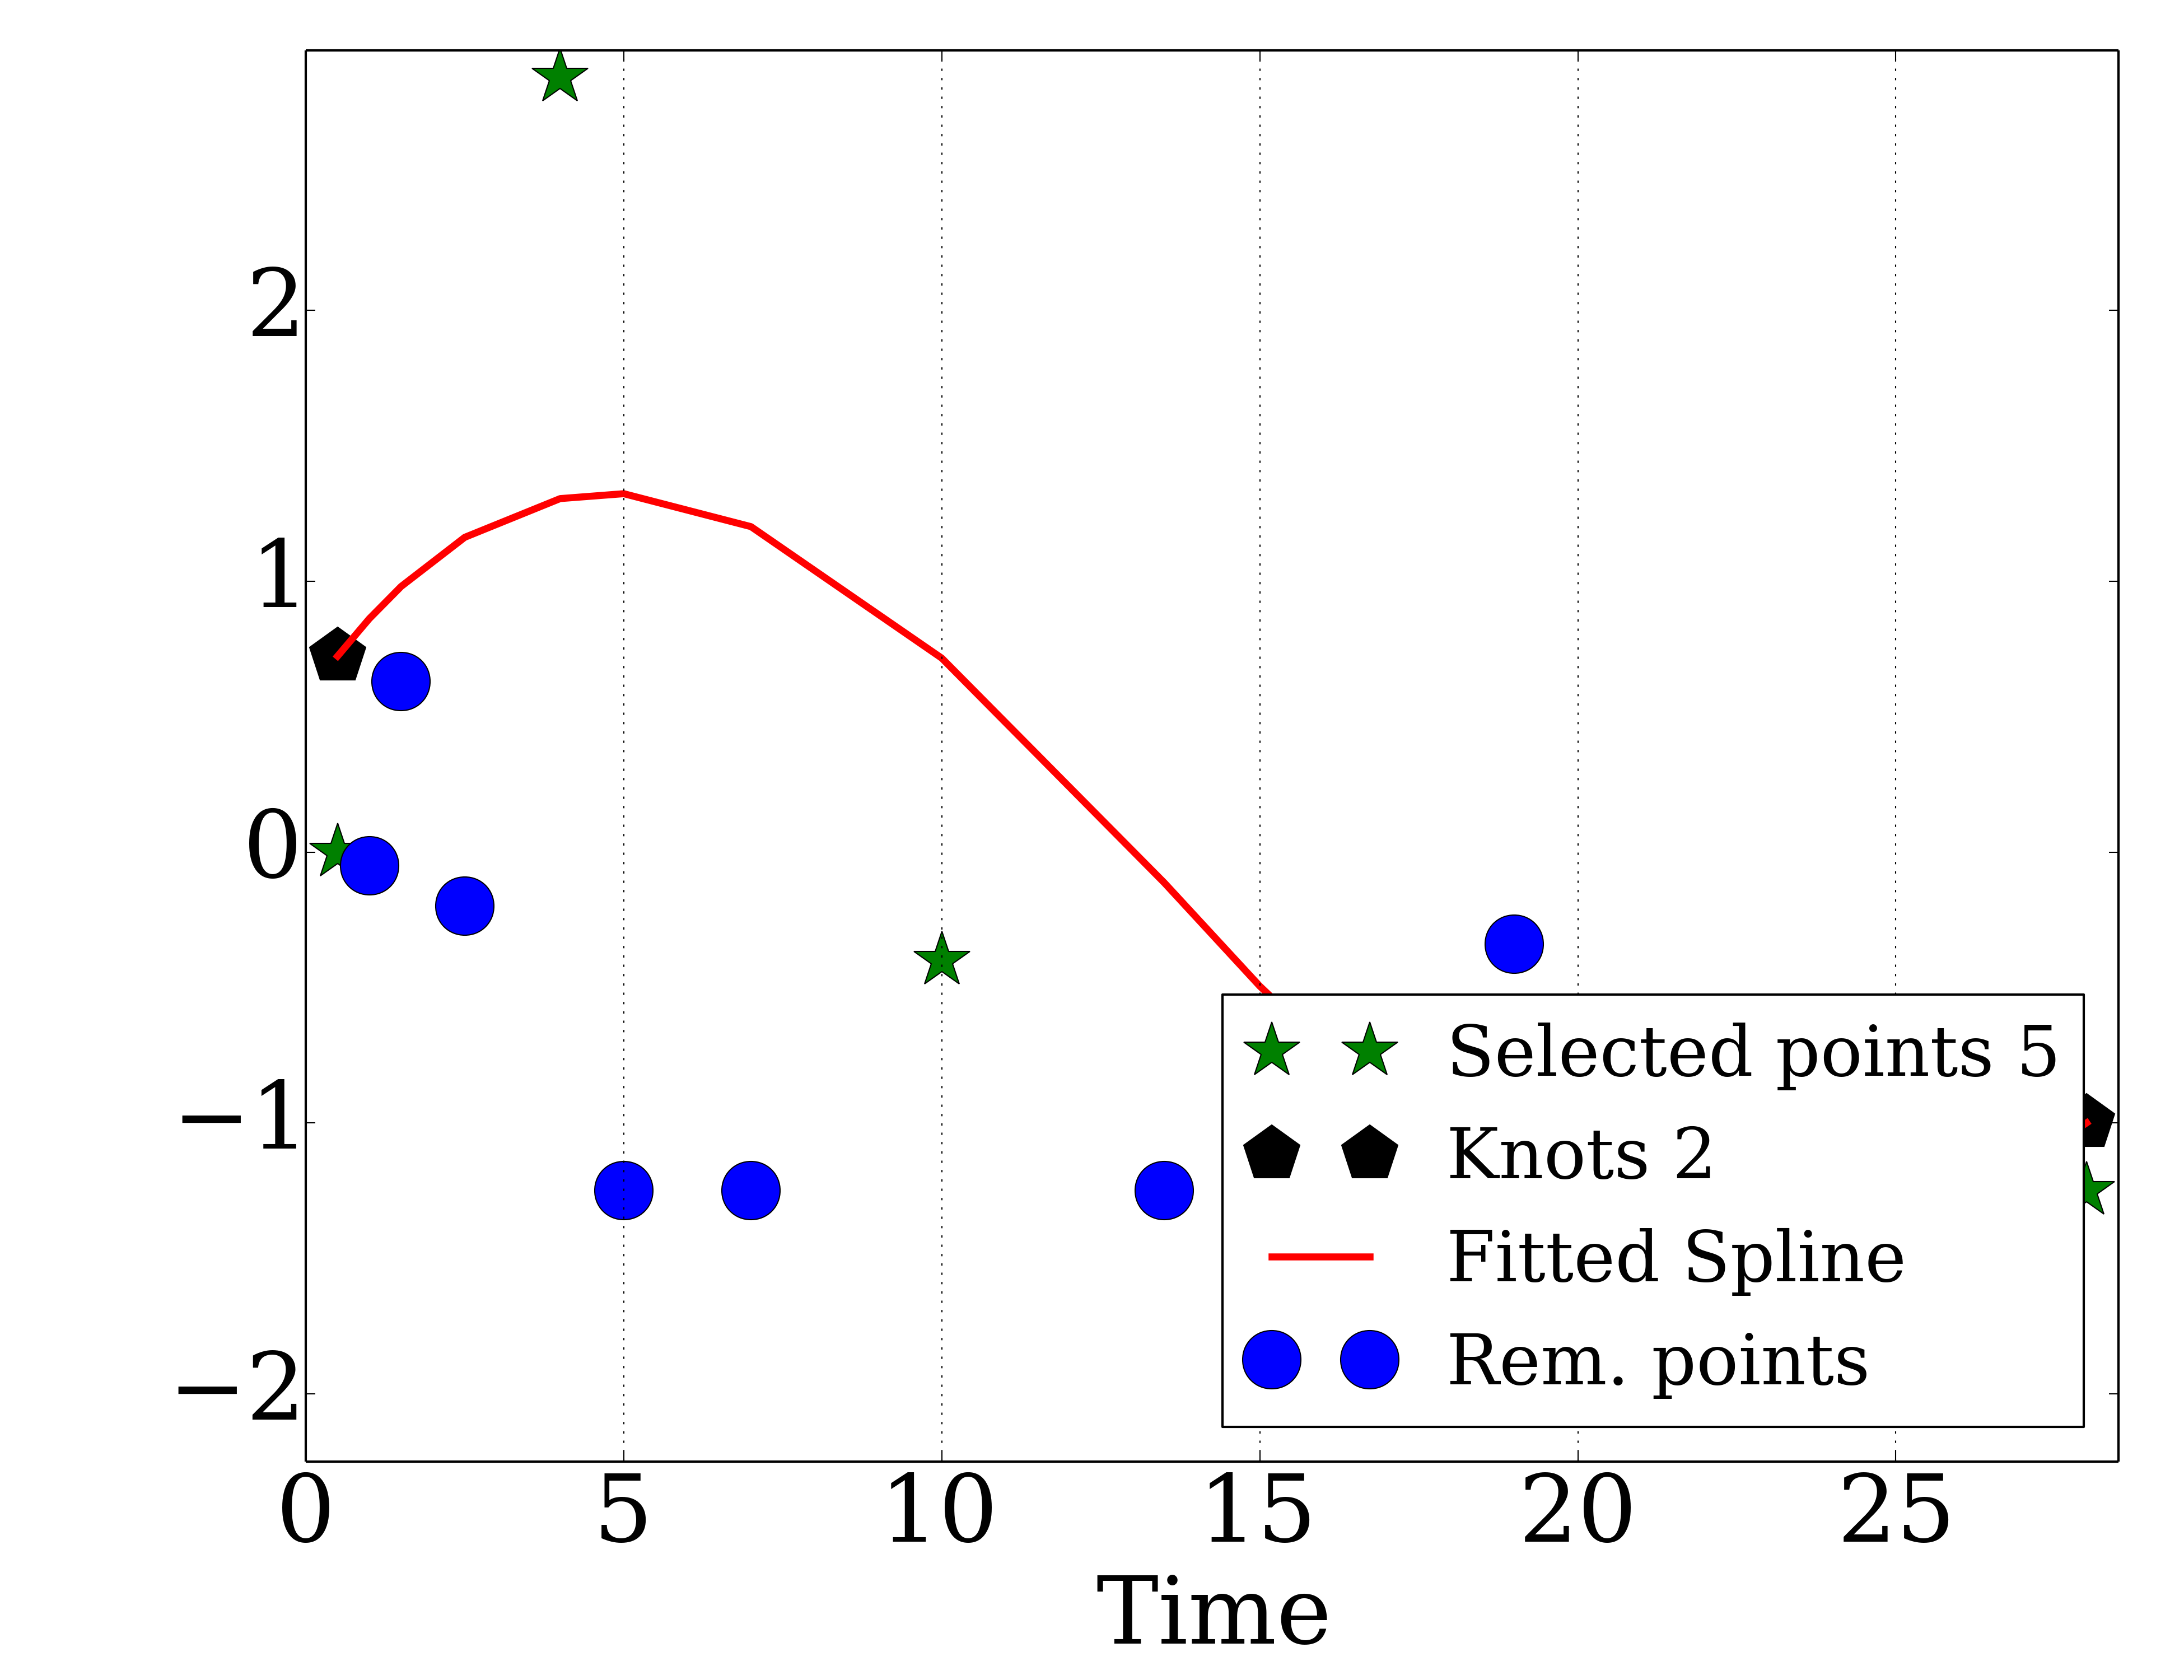 2
1
0
−1
−2
Selected points 5
Knots 2
Fitted Spline
Rem. points
0 5 10 15 20 25
Time